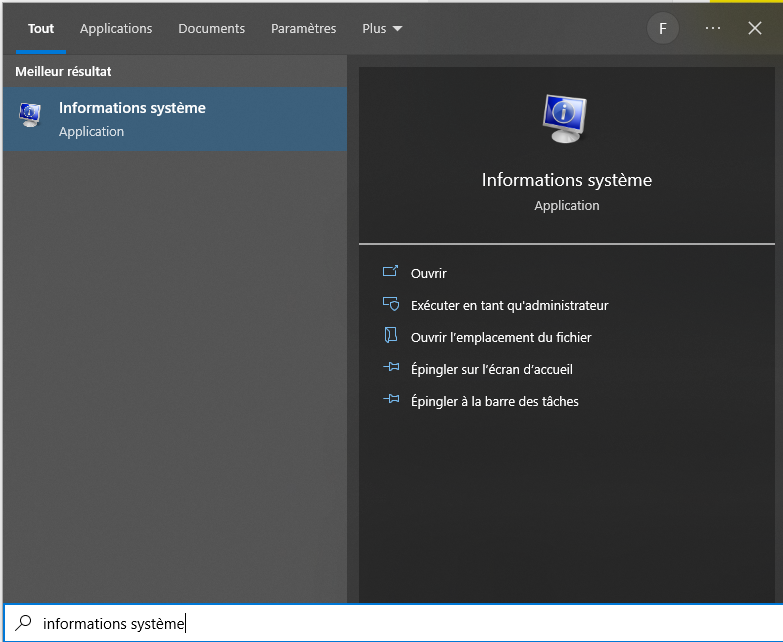 Tout Applications Documents Paramètres Plus F ...
Meilleur résultat
Informations système
Application
Informations système
Application
Ouvrir
Exécuter en tant qu'administrateur
Ouvrir l'emplacement du fichier
Épingler sur l'écran d'accueil
Épingler à la barre des tâches
informations système